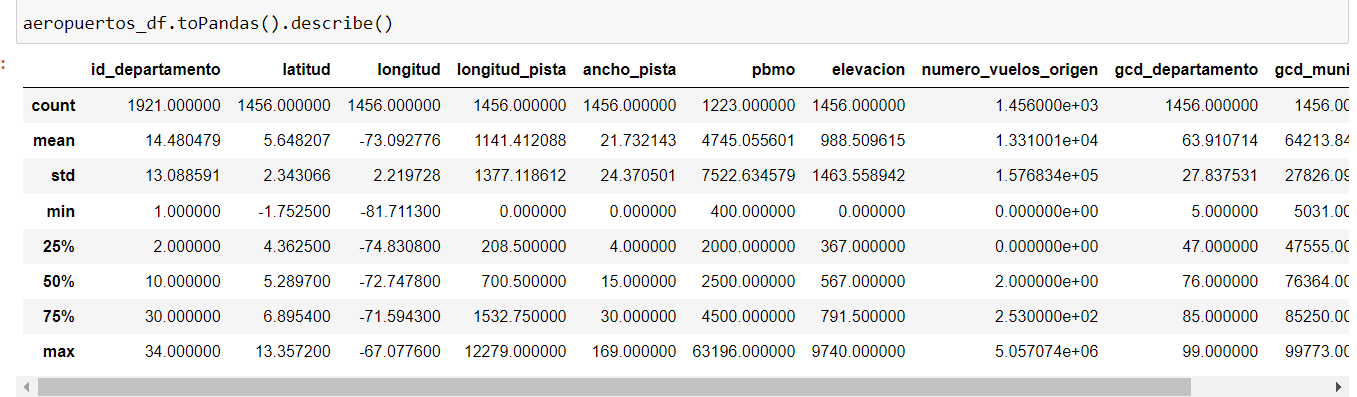 aeropuertos_df.toPandas().describe()
:
id_departamento latitud longitud longitud_pista ancho_pista pbmo elevacion numero_vuelos_origen gcd_departamento gcd_muni
count 1921.000000 1456.000000 1456.000000 1456.000000 1456.000000 1223.000000 1456.000000 1.456000e+03 1456.000000 1456.00
mean 14.480479 5.648207 -73.092776 1141.412088 21.732143 4745.055601 988.509615 1.331001e+04 63.910714 64213.84
std 13.088591 2.343066 2.219728 1377.118612 24.370501 7522.634579 1463.558942 1.576834e+05 27.837531 27826.09
min 1.000000 -1.752500 -81.711300 0.000000 0.000000 400.000000 0.000000 0.000000e+00 5.000000 5031.00
25% 2.000000 4.362500 -74.830800 208.500000 4.000000 2000.000000 367.000000 0.000000e+00 47.000000 47555.00
50% 10.000000 5.289700 -72.747800 700.500000 15.000000 2500.000000 567.000000 2.000000e+00 76.000000 76364.00
75% 30.000000 6.895400 -71.594300 1532.750000 30.000000 4500.000000 791.500000 2.530000e+02 85.000000 85250.00
max 34.000000 13.357200 -67.077600 12279.000000 169.000000 63196.000000 9740.000000 5.057074e+06 99.000000 99773.00